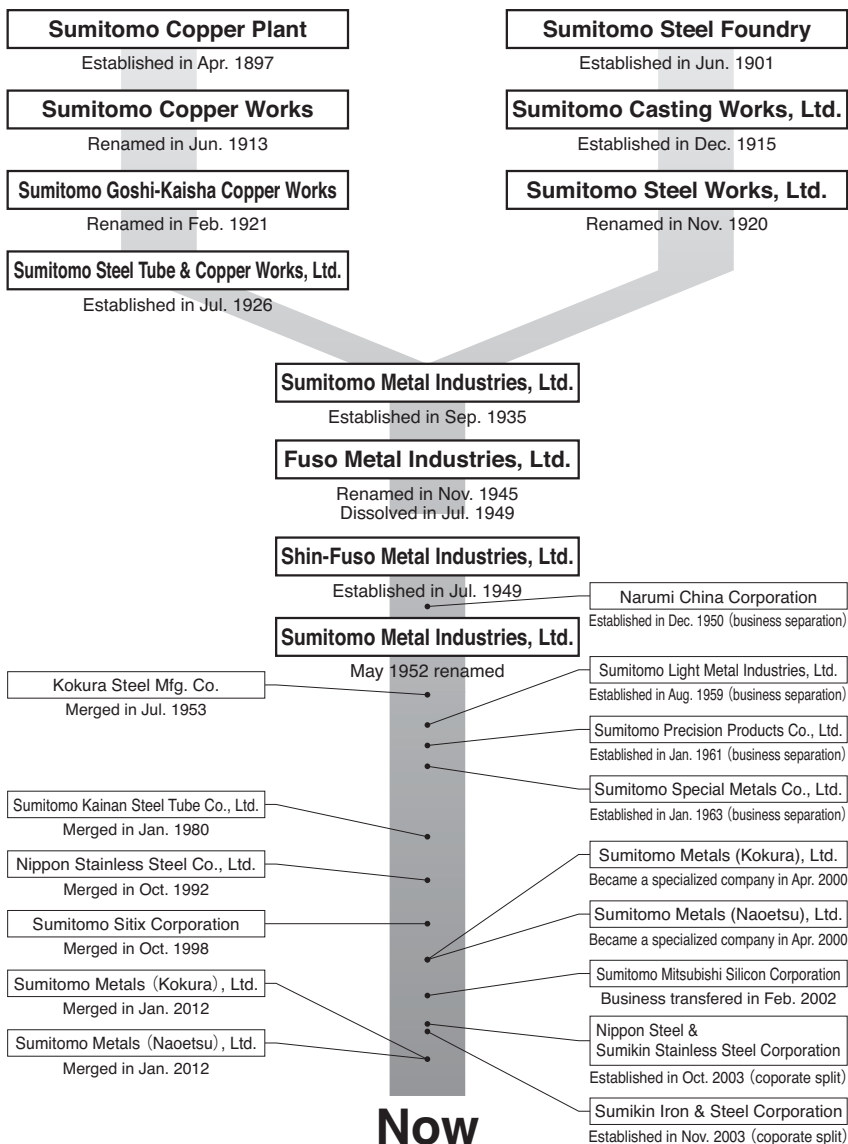 Sumitomo Copper Plant
Established in Apr. 1897
Sumitomo Copper Works
Renamed in Jun. 1913
Sumitomo Goshi-Kaisha Copper Works
Renamed in Feb. 1921
Sumitomo Steel Tube & Copper Works, Ltd.
Established in Jul. 1926
Sumitomo Steel Foundry
Established in Jun. 1901
Sumitomo Casting Works, Ltd.
Established in Dec. 1915
Sumitomo Steel Works, Ltd.
Renamed in Nov. 1920
Sumitomo Metal Industries, Ltd.
Established in Sep. 1935
Fuso Metal Industries, Ltd.
Renamed in Nov. 1945
Dissolved in Jul. 1949
Shin-Fuso Metal Industries, Ltd.
Established in Jul. 1949
Sumitomo Metal Industries, Ltd.
May 1952 renamed
Kokura Steel Mfg. Co.
Merged in Jul. 1953
Sumitomo Kainan Steel Tube Co., Ltd.
Merged in Jan. 1980
Nippon Stainless Steel Co., Ltd.
Merged in Oct. 1992
Sumitomo Sitix Corporation
Merged in Oct. 1998
Sumitomo Metals (Kokura), Ltd.
Merged in Jan. 2012
Sumitomo Metals (Naoetsu), Ltd.
Merged in Jan. 2012
Narumi China Corporation
Established in Dec. 1950 (business separation)
Sumitomo Light Metal Industries, Ltd.
Established in Aug. 1959 (business separation)
Sumitomo Precision Products Co., Ltd.
Established in Jan. 1961 (business separation)
Sumitomo Special Metals Co., Ltd.
Established in Jan. 1963 (business separation)
Sumitomo Metals (Kokura), Ltd.
Became a specialized company in Apr. 2000
Sumitomo Metals (Naoetsu), Ltd.
Became a specialized company in Apr. 2000
Sumitomo Mitsubishi Silicon Corporation
Business transfered in Feb. 2002
Nippon Steel &
Sumikin Stainless Steel Corporation
Established in Oct. 2003 (coporate split)
Sumikin Iron & Steel Corporation
Established in Nov. 2003 (coporate split)
Now